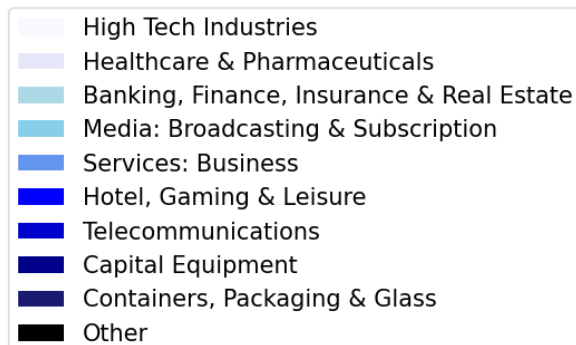 High Tech Industries
Healthcare & Pharmaceuticals
Banking, Finance, Insurance & Real Estate
Media: Broadcasting & Subscription
Services: Business
Hotel, Gaming & Leisure
Telecommunications
Capital Equipment
Containers, Packaging & Glass
Other